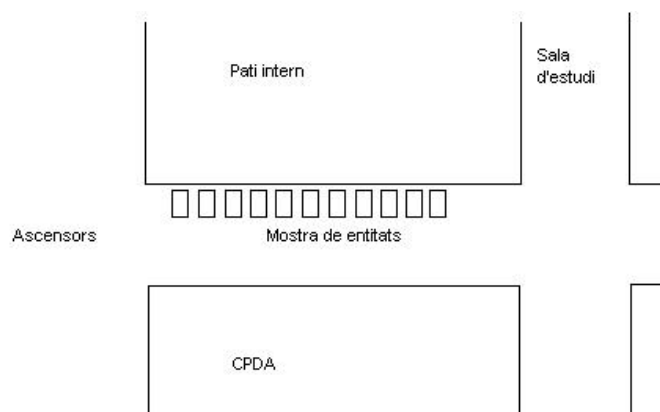 Pati intern
Sala
d'estudi
Ascensors
Mostra de entitats
CPDA